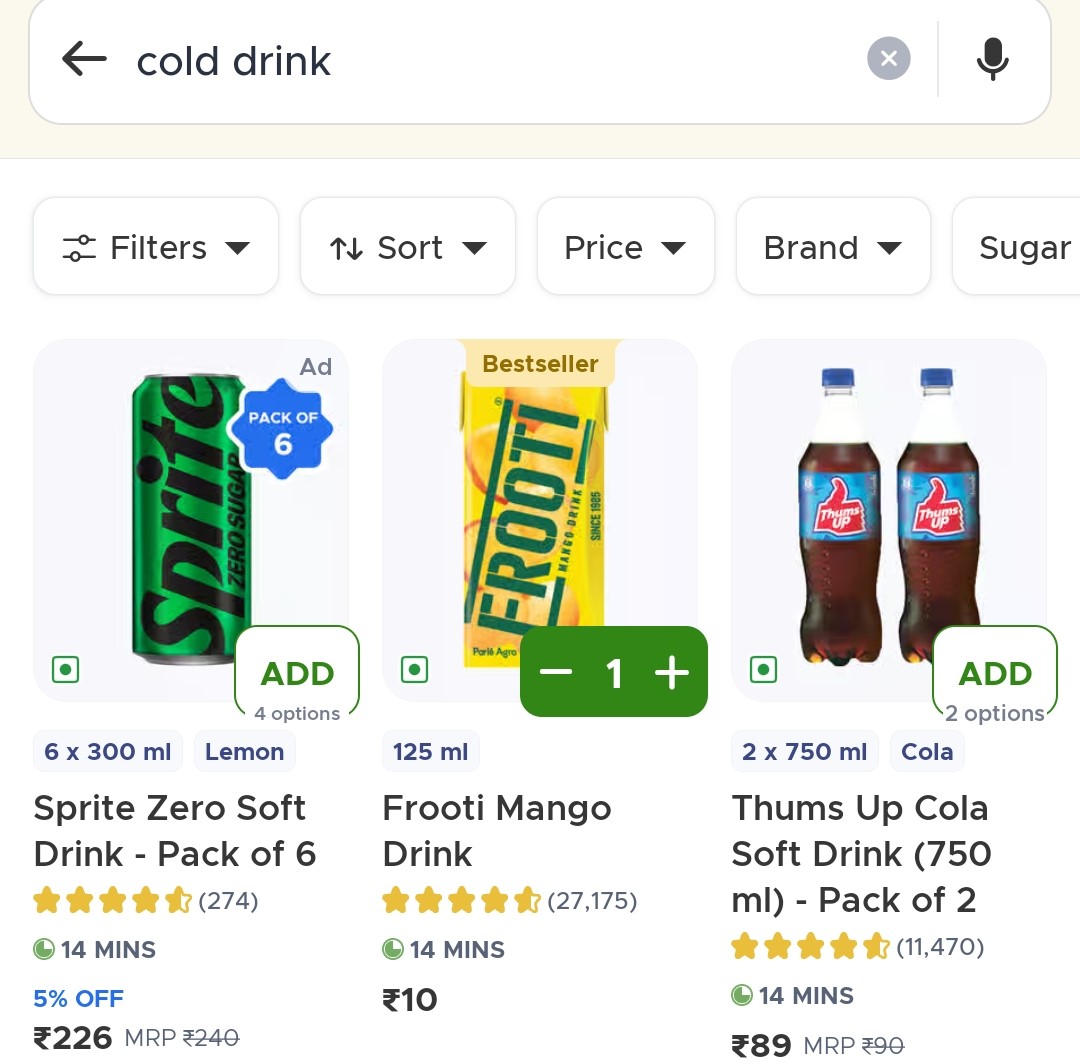 cold drink
Filters
Sort
Price
Brand
Sugar
Ad
PACK OF
6
Sprite
ZERO SUGAR
ADD
4 options
6 x 300 ml
Lemon
Sprite Zero Soft
Drink - Pack of 6
(274)
14 MINS
5% OFF
₹226 MRP ₹240
Bestseller
FROOTI
MANGO DRINK
SINCE 1985
Parlé Agro
1
125 ml
Frooti Mango
Drink
(27,175)
14 MINS
₹10
Thums
UP
Thums
UP
ADD
2 options
2 x 750 ml
Cola
Thums Up Cola
Soft Drink (750
ml) - Pack of 2
(11,470)
14 MINS
₹89 MRP ₹90